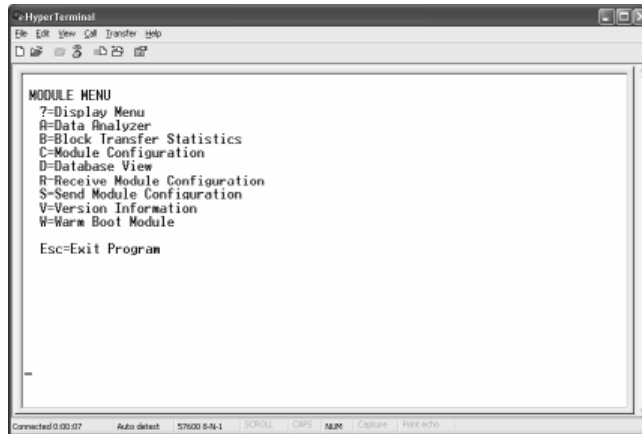 HyperTerminal
File Edit View Call Transfer Help
MODULE MENU
?=Display Menu
A=Data Analyzer
B=Block Transfer Statistics
C=Module Configuration
D=Database View
R=Receive Module Configuration
S=Send Module Configuration
V=Version Information
W=Warm Boot Module
Esc=Exit Program
Connected 0:00:07 Auto detect 57600 8-N-1 SCROLL CAPS NUM Capture Print echo